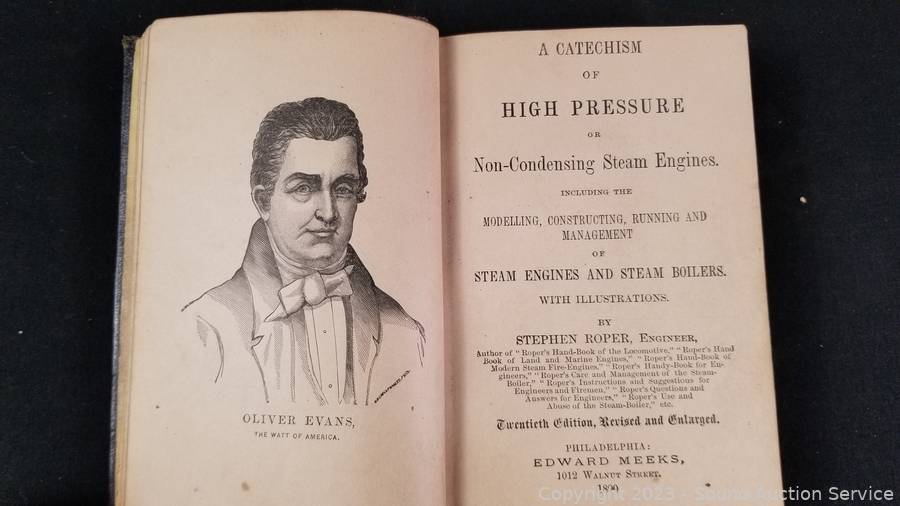 OLIVER EVANS,
THE WATT OF AMERICA.
A CATECHISM
OF
HIGH PRESSURE
OR
Non-Condensing Steam Engines.
INCLUDING THE
MODELLING, CONSTRUCTING, RUNNING AND
MANAGEMENT
OF
STEAM ENGINES AND STEAM BOILERS.
WITH ILLUSTRATIONS.
BY
STEPHEN ROPER, ENGINEER,
Author of "Roper's Hand-Book of the Locomotive," "Roper's Hand
Book of Land and Marine Engines," "Roper's Hand-Book of
Modern Steam Fire-Engines," "Roper's Handy-Book for En-
gineers," "Roper's Care and Management of the Steam-
Boiler," "Roper's Instructions and Suggestions for
Engineers and Firemen," "Roper's Questions and
Answers for Engineers," "Roper's Use and
Abuse of the Steam-Boiler," etc.
Twentieth Edition, Revised and Enlarged.
PHILADELPHIA:
EDWARD MEEKS,
1012 WALNUT STREET.
Copyright 2023 - Sound Auction Service